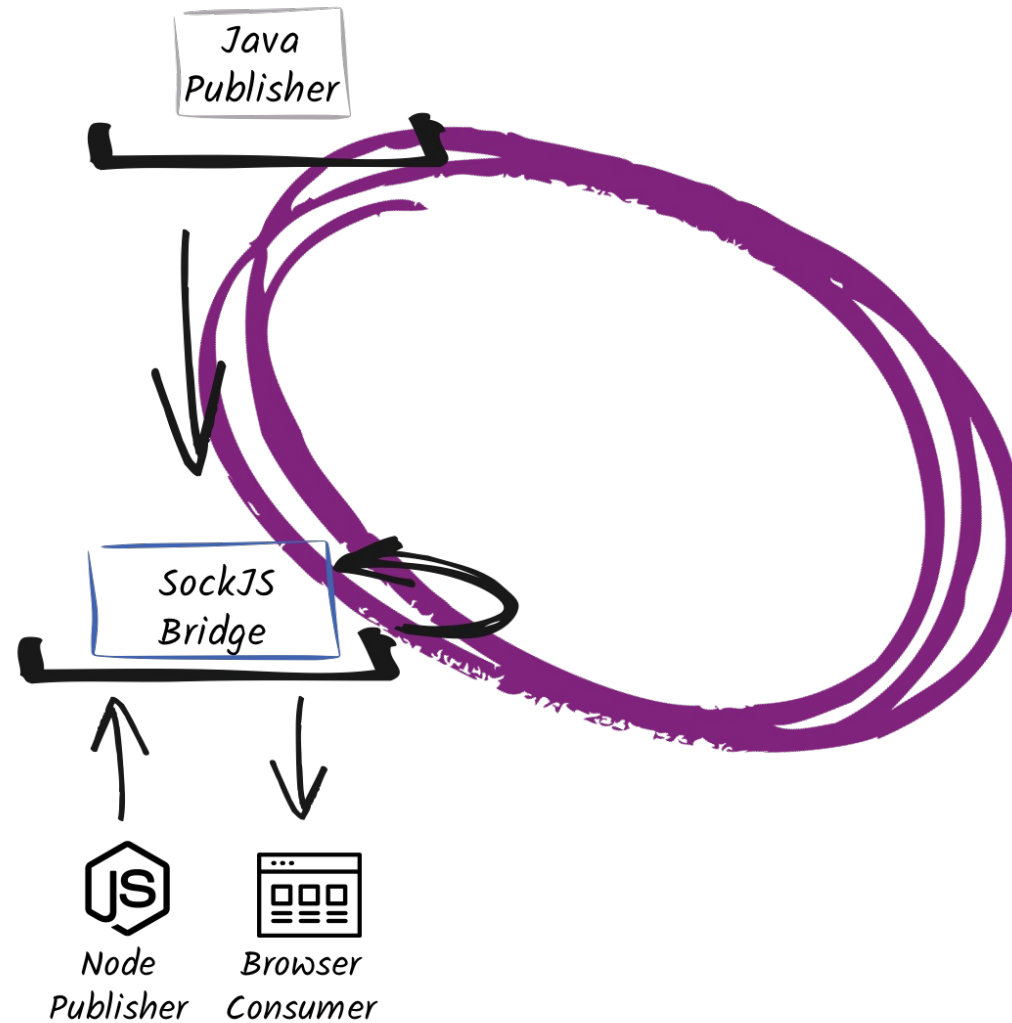 Java
Publisher
SockJS
Bridge
JS
Node
Publisher
Browser
Consumer